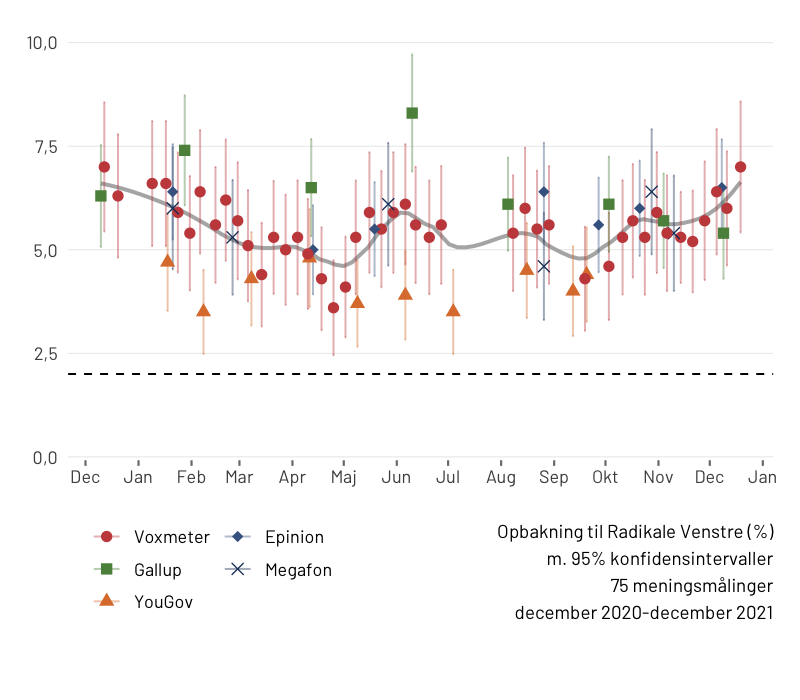 10,0
7,5
5,0
2,5
0,0
Dec Jan Feb Mar Apr Maj Jun Jul Aug Sep Okt Nov Dec Jan
Voxmeter Epinion
Gallup Megafon
YouGov
Opbakning til Radikale Venstre (%)
m. 95% konfidensintervaller
75 meningsmålinger
december 2020-december 2021